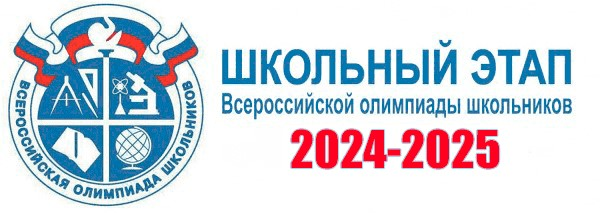 ВСЕРОССИЙСКАЯ ОЛИМПИАДА ШКОЛЬНИКОВ
ШКОЛЬНЫЙ ЭТАП
Всероссийской олимпиады школьников
2024-2025